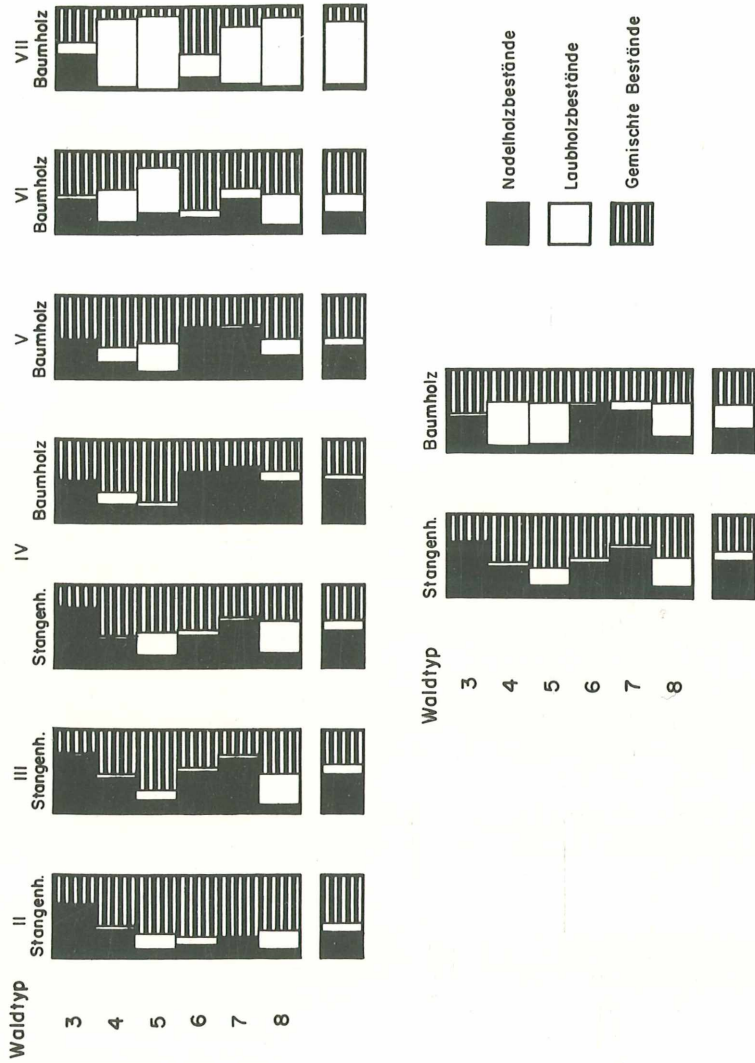 Waldtyp
II
Stangenh.
III
Stangenh.
IV
Stangenh.
Baumholz
V
Baumholz
VI
Baumholz
VII
Baumholz
3
4
5
6
7
8
Waldtyp
Stangenh.
Baumholz
3
4
5
6
7
8
Nadelholzbestände
Laubholzbestände
Gemischte Bestände